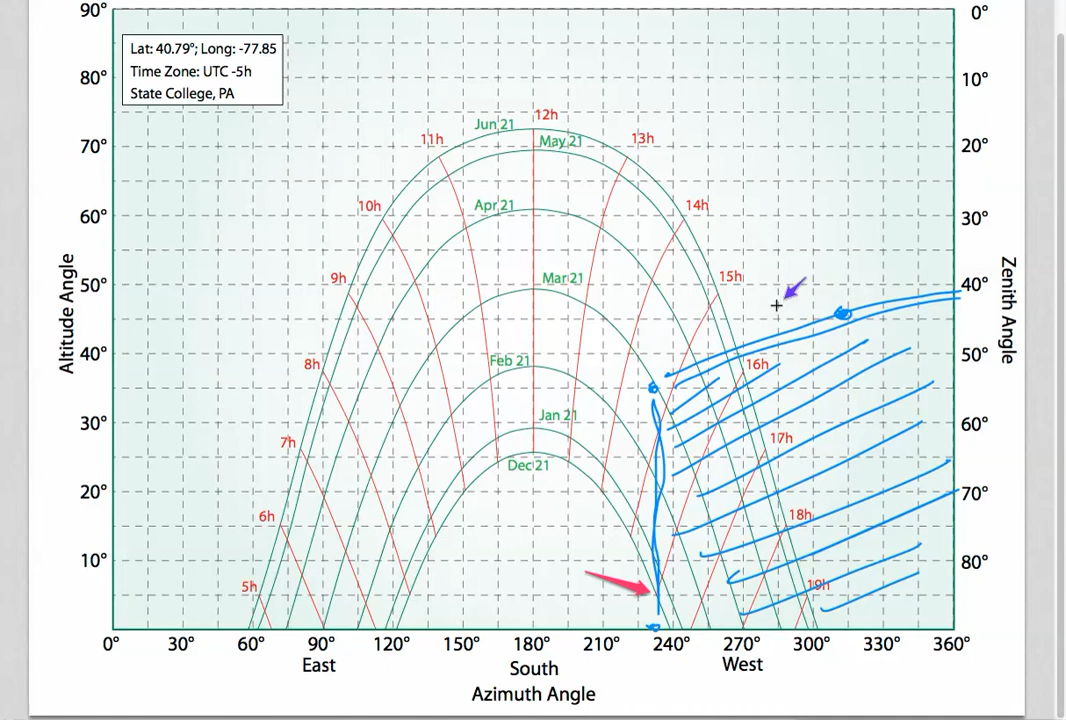 90°
0°
Lat: 40.79°; Long: -77.85
Time Zone: UTC -5h
State College, PA
80°
10°
12h
Jun 21
11h
13h
May 21
70°
20°
10h
Apr 21
14h
60°
30°
9h
Mar 21
15h
50°
40°
Altitude Angle
Zenith Angle
8h
Feb 21
16h
40°
50°
Jan 21
30°
60°
7h
17h
Dec 21
20°
70°
6h
18h
10°
80°
5h
19h
0° 30° 60° 90° 120° 150° 180° 210° 240° 270° 300° 330° 360°
East South West
Azimuth Angle